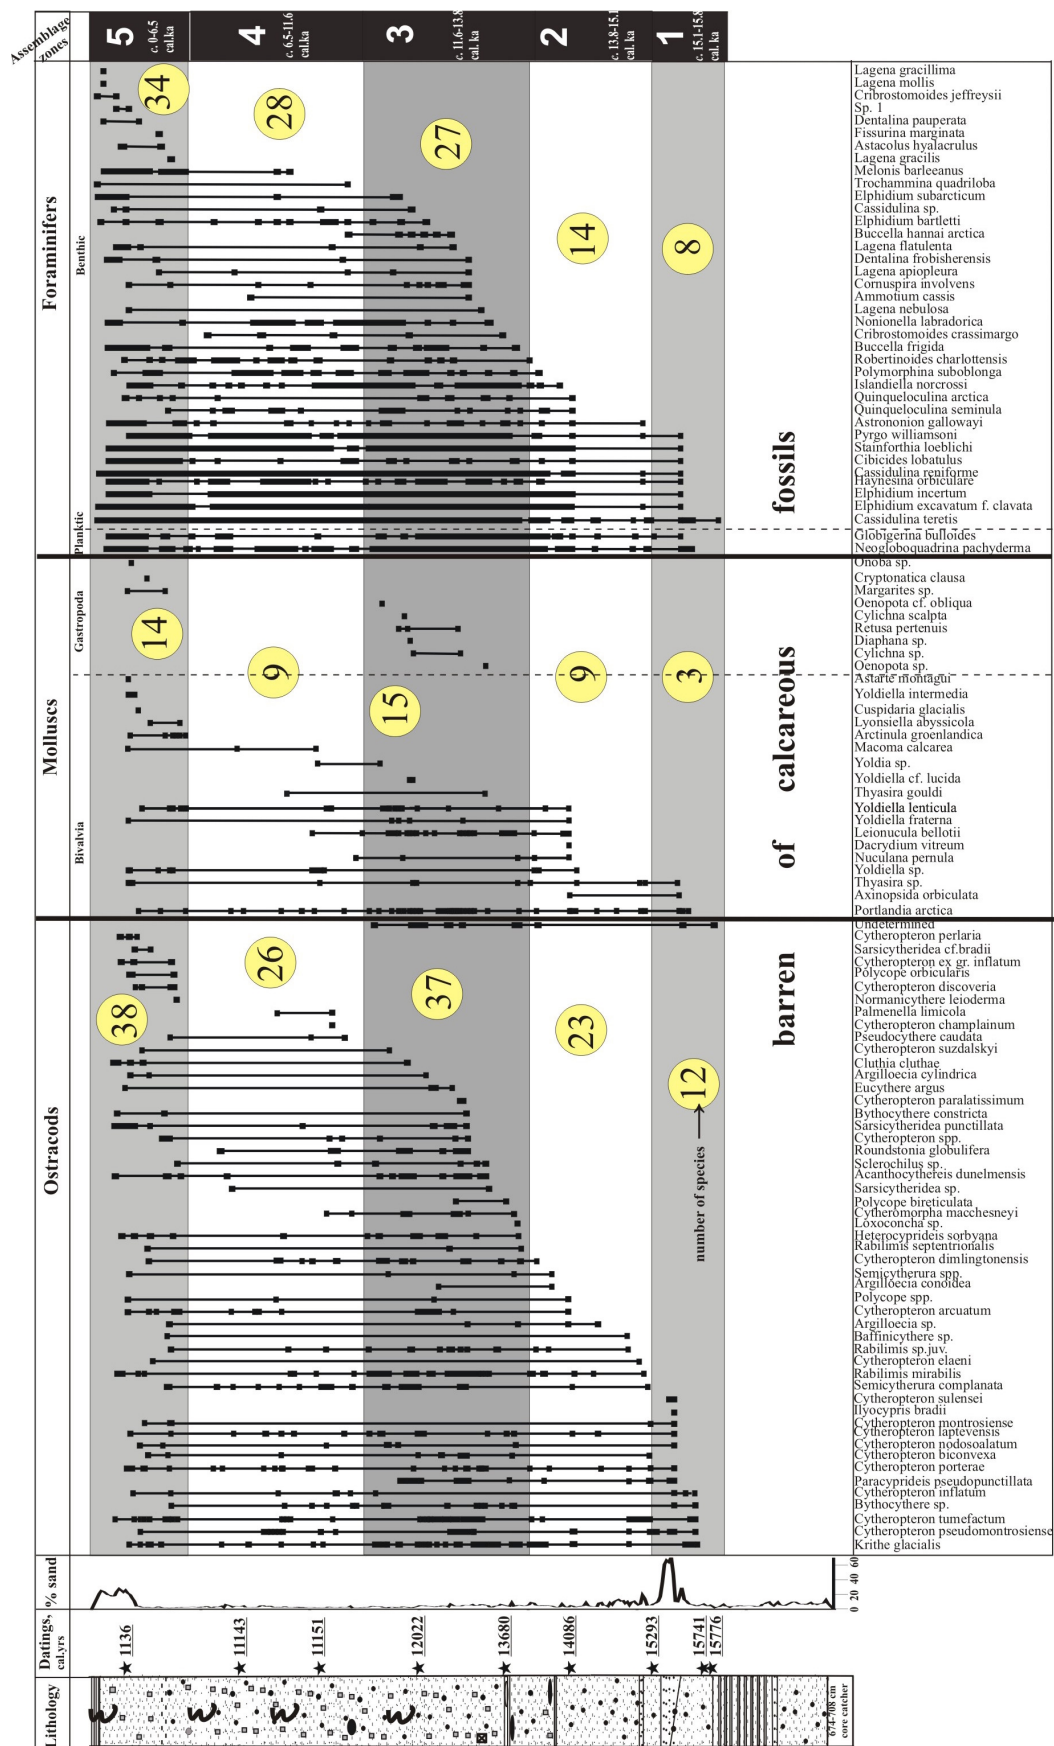 Assemblage
zones
5
c. 0-6.5
cal.ka
4
c. 6.5-11.6
cal.ka
3
c. 11.6-13.8
cal. ka
2
c. 13.8-15.1
cal. ka
1
c. 15.1-15.8
cal. ka
Foraminifers
Benthic
Planktic
34
28
27
14
8
Lagena gracillima
Lagena mollis
Cribrostomoides jeffreysii
Sp. 1
Dentalina pauperata
Fissurina marginata
Astacolus hyalacrulus
Lagena gracilis
Melonis barleeanus
Trochammina quadriloba
Elphidium subarcticum
Cassidulina sp.
Elphidium bartletti
Buccella hannai arctica
Lagena flatulenta
Dentalina frobisherensis
Lagena apiopleura
Cornuspira involvens
Ammotium cassis
Lagena nebulosa
Nonionella labradorica
Cribrostomoides crassimargo
Buccella frigida
Robertinoides charlottensis
Polymorphina suboblonga
Islandiella norcrossi
Quinqueloculina arctica
Quinqueloculina seminula
Astrononion gallowayi
Pyrgo williamsoni
Stainforthia loeblichi
Cibicides lobatulus
Cassidulina reniforme
Haynesina orbiculare
Elphidium incertum
Elphidium excavatum f. clavata
Cassidulina teretis
Globigerina bulloides
Neogloboquadrina pachyderma
Molluscs
Gastropoda
Bivalvia
14
9
15
9
3
Onoba sp.
Cryptonatica clausa
Margarites sp.
Oenopota cf. obliqua
Cylichna scalpta
Retusa pertenuis
Diaphana sp.
Cylichna sp.
Oenopota sp.
Astarte montagui
Yoldiella intermedia
Cuspidaria glacialis
Lyonsiella abyssicola
Arctinula groenlandica
Macoma calcarea
Yoldia sp.
Yoldiella cf. lucida
Thyasira gouldi
Yoldiella lenticula
Yoldiella fraterna
Leionucula bellotii
Dacrydium vitreum
Nuculana pernula
Yoldiella sp.
Thyasira sp.
Axinopsida orbiculata
Portlandia arctica
Ostracods
38
26
37
23
12
number of species
barren of calcareous fossils
Undetermined
Cytheropteron perlaria
Sarsicytheridea cf.bradii
Cytheropteron ex gr. inflatum
Polycope orbicularis
Cytheropteron discoveria
Normanicythere leioderma
Palmenella limicola
Cytheropteron champlainum
Pseudocythere caudata
Cytheropteron suzdalskyi
Cluthia cluthae
Argilloecia cylindrica
Eucythere argus
Cytheropteron paralatissimum
Bythocythere constricta
Sarsicytheridea punctillata
Cytheropteron spp.
Roundstonia globulifera
Sclerochilus sp.
Acanthocythereis dunelmensis
Sarsicytheridea sp.
Polycope bireticulata
Cytheromorpha macchesneyi
Loxoconcha sp.
Heterocyprideis sorbyana
Rabilimis septentrionalis
Cytheropteron dimlingtonensis
Semicytherura spp.
Argilloecia conoidea
Polycope spp.
Cytheropteron arcuatum
Argilloecia sp.
Baffinicythere sp.
Rabilimis sp.juv.
Cytheropteron elaeni
Rabilimis mirabilis
Semicytherura complanata
Cytheropteron sulensei
Ilyocypris bradii
Cytheropteron montrosiense
Cytheropteron laptevensis
Cytheropteron nodosoalatum
Cytheropteron biconvexa
Cytheropteron porterae
Paracyprideis pseudopunctillata
Cytheropteron inflatum
Bythocythere sp.
Cytheropteron tumefactum
Cytheropteron pseudomontrosiense
Krithe glacialis
% sand
0 20 40 60
Datings,
cal.yrs
1136
11143
11151
12022
13680
14086
15293
15741
15776
Lithology
674-708 cm
core catcher